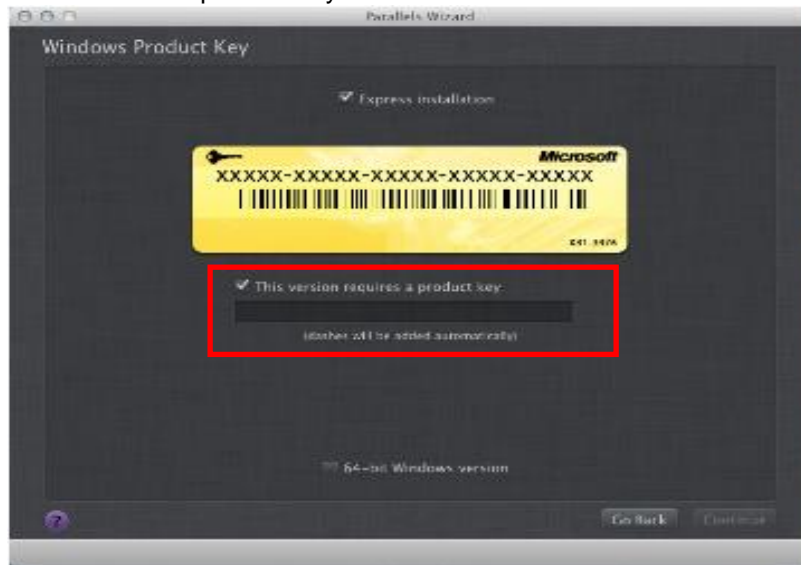 Parallels Wizard
Windows Product Key
Express installation
Microsoft
XXXXX-XXXXX-XXXXX-XXXXX-XXXXX
This version requires a product key
(dashes will be added automatically)
64-bit Windows version
?
Go Back
Continue